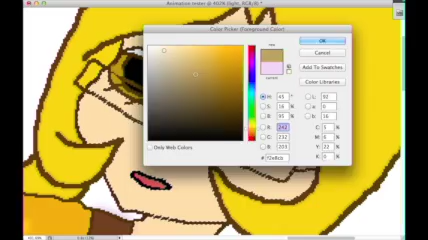 Animation render @ 402% (light, RGB/8) *
Color Picker (Foreground Color)
new
current
OK
Cancel
Add To Swatches
Color Libraries
Only Web Colors
H: 45 °
S: 16 %
B: 95 %
R: 242
G: 232
B: 203
# f2e8cb
L: 92
a: 0
b: 16
C: 5 %
M: 6 %
Y: 22 %
K: 0 %